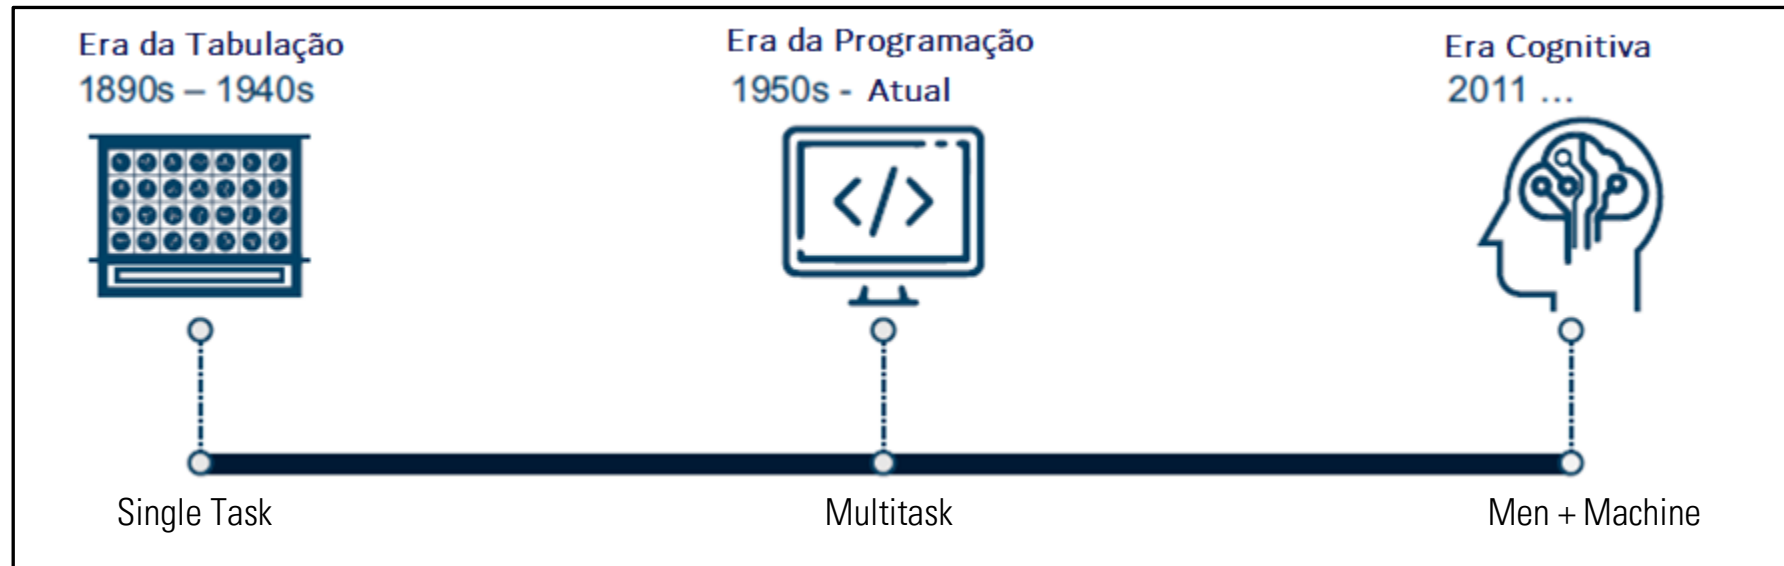 Era da Tabulação
1890s – 1940s
Era da Programação
1950s - Atual
Era Cognitiva
2011 ...
</>
Single Task
Multitask
Men + Machine